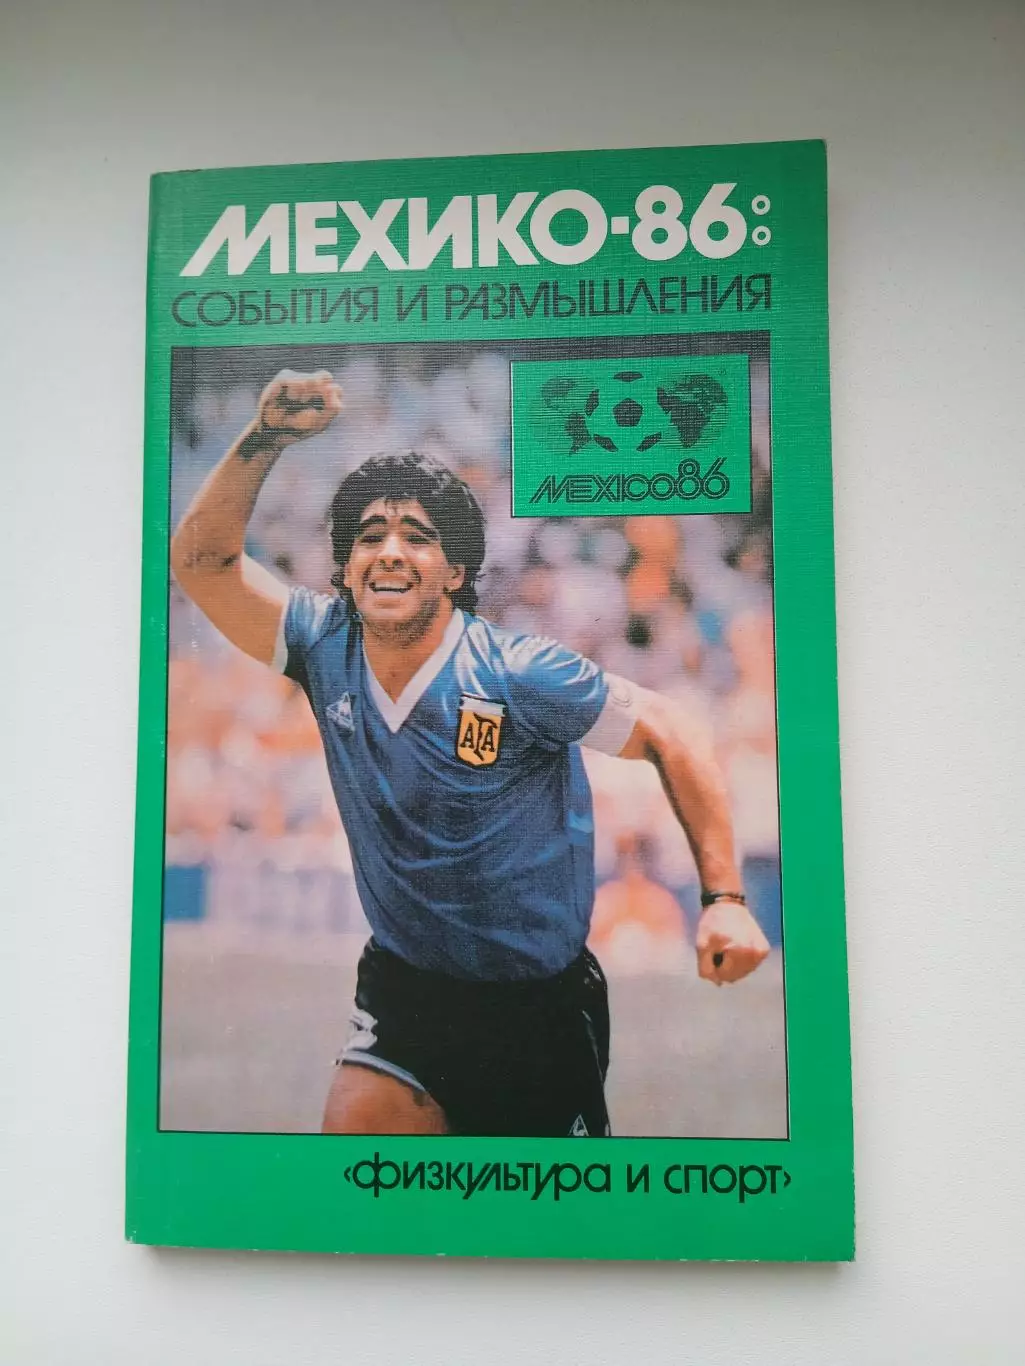 МЕХИКО-86:
СОБЫТИЯ И РАЗМЫШЛЕНИЯ
MEXICO86
AFA
‹физкультура и спорт›